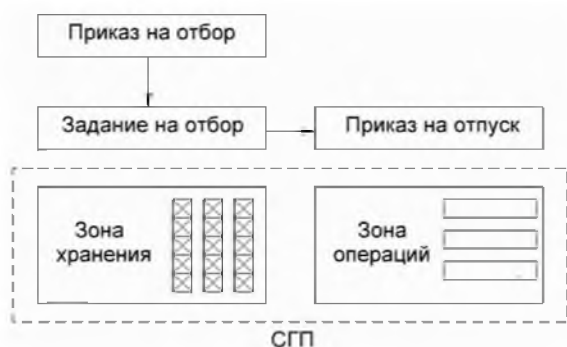 Приказ на отбор
Задание на отбор
Приказ на отпуск
Зона
хранения
Зона
операций
СГП